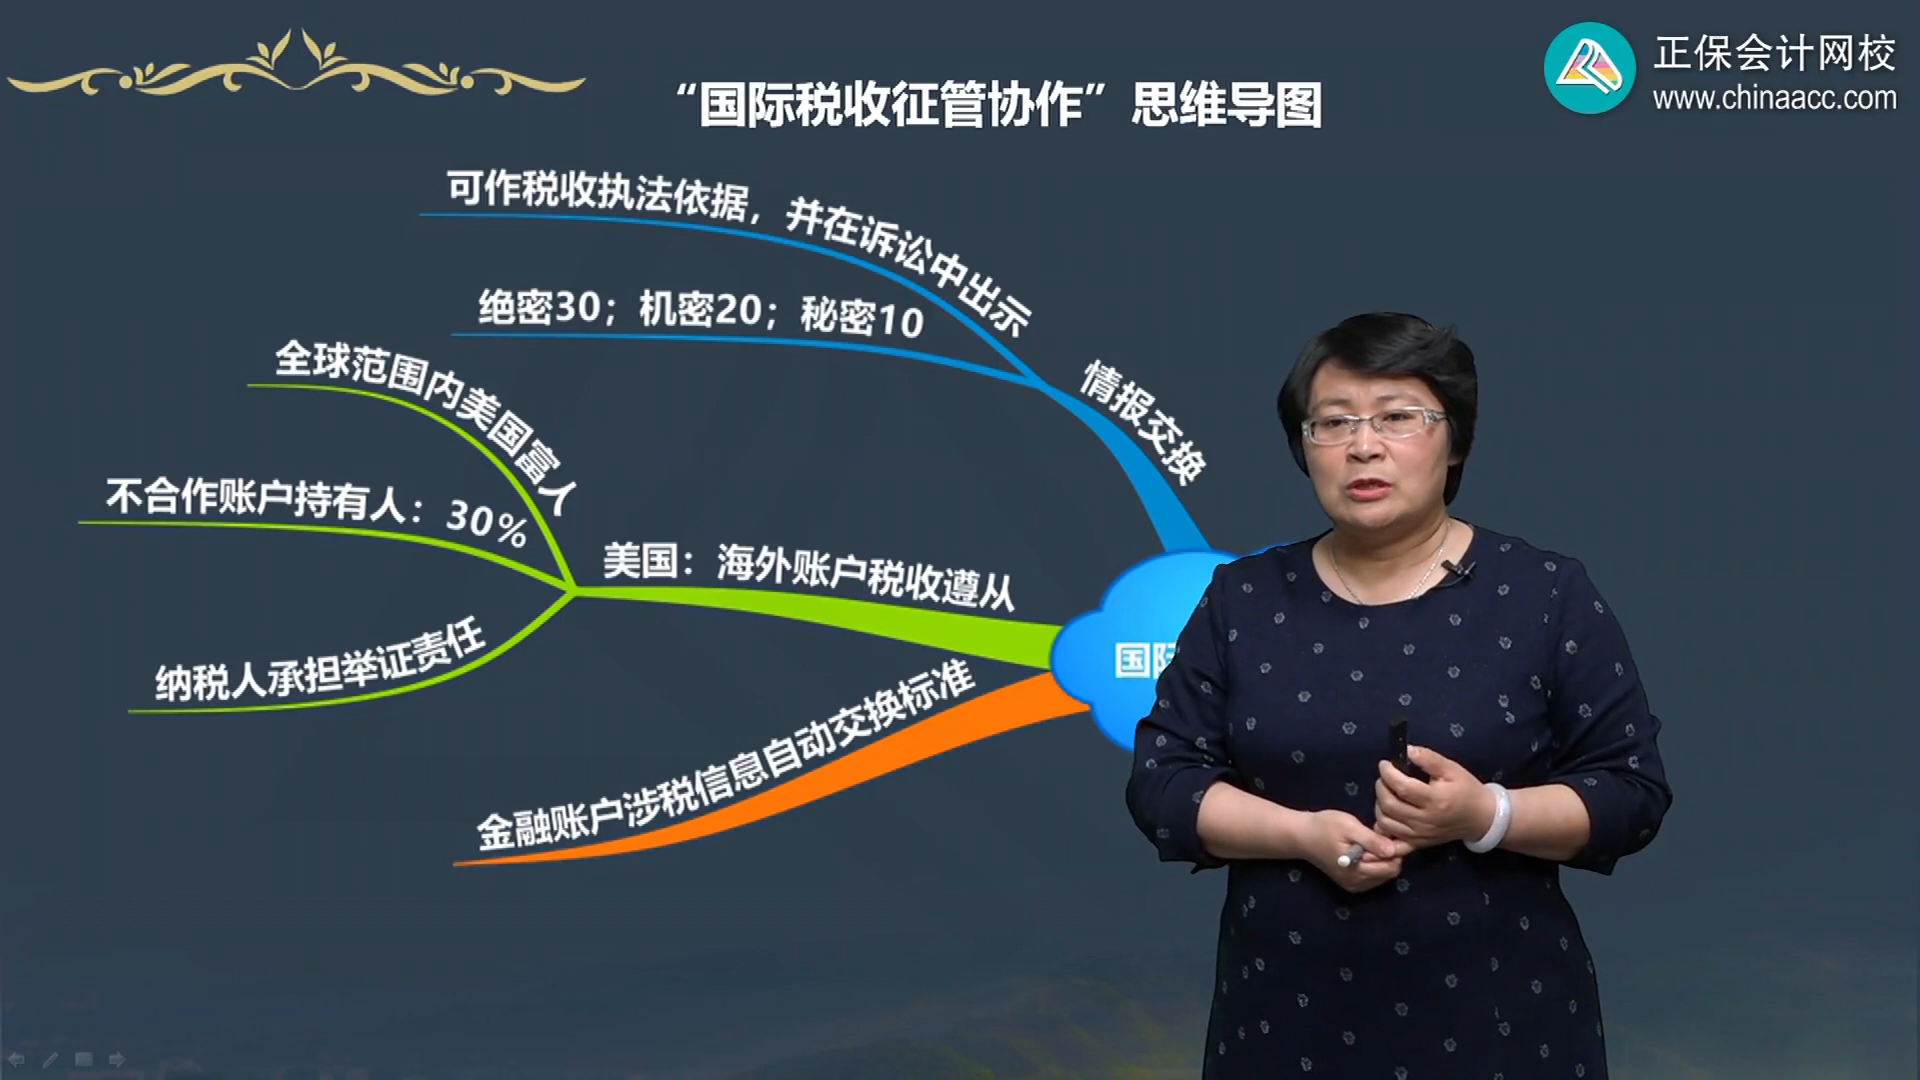 正保会计网校
www.chinaacc.com
“国际税收征管协作”思维导图
可作税收执法依据，并在诉讼中出示
绝密30；机密20；秘密10
情报交换
全球范围内美国富人
不合作账户持有人：30%
纳税人承担举证责任
美国：海外账户税收遵从
国际
金融账户涉税信息自动交换标准